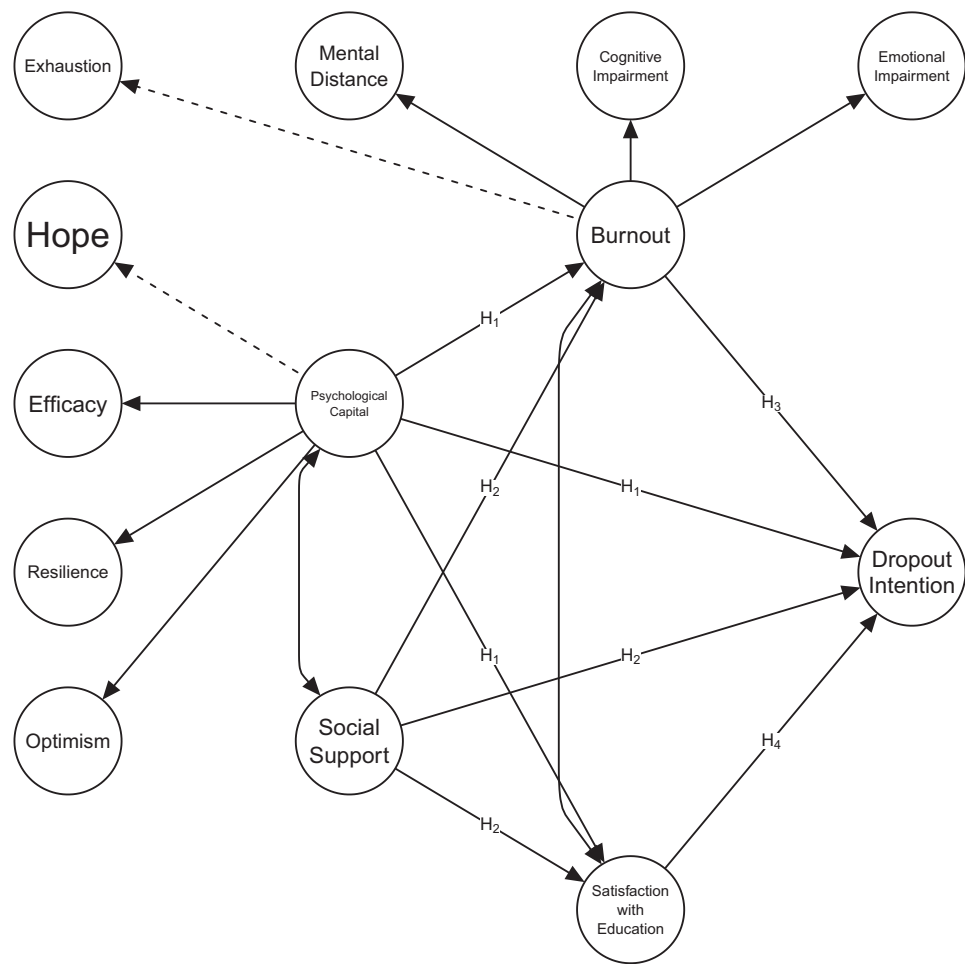 Exhaustion
Mental
Distance
Cognitive
Impairment
Emotional
Impairment
Hope
Burnout
H₁
Efficacy
Psychological
Capital
H₃
H₂
H₁
Resilience
Dropout
Intention
H₁
H₂
Optimism
Social
Support
H₄
H₂
Satisfaction
with
Education